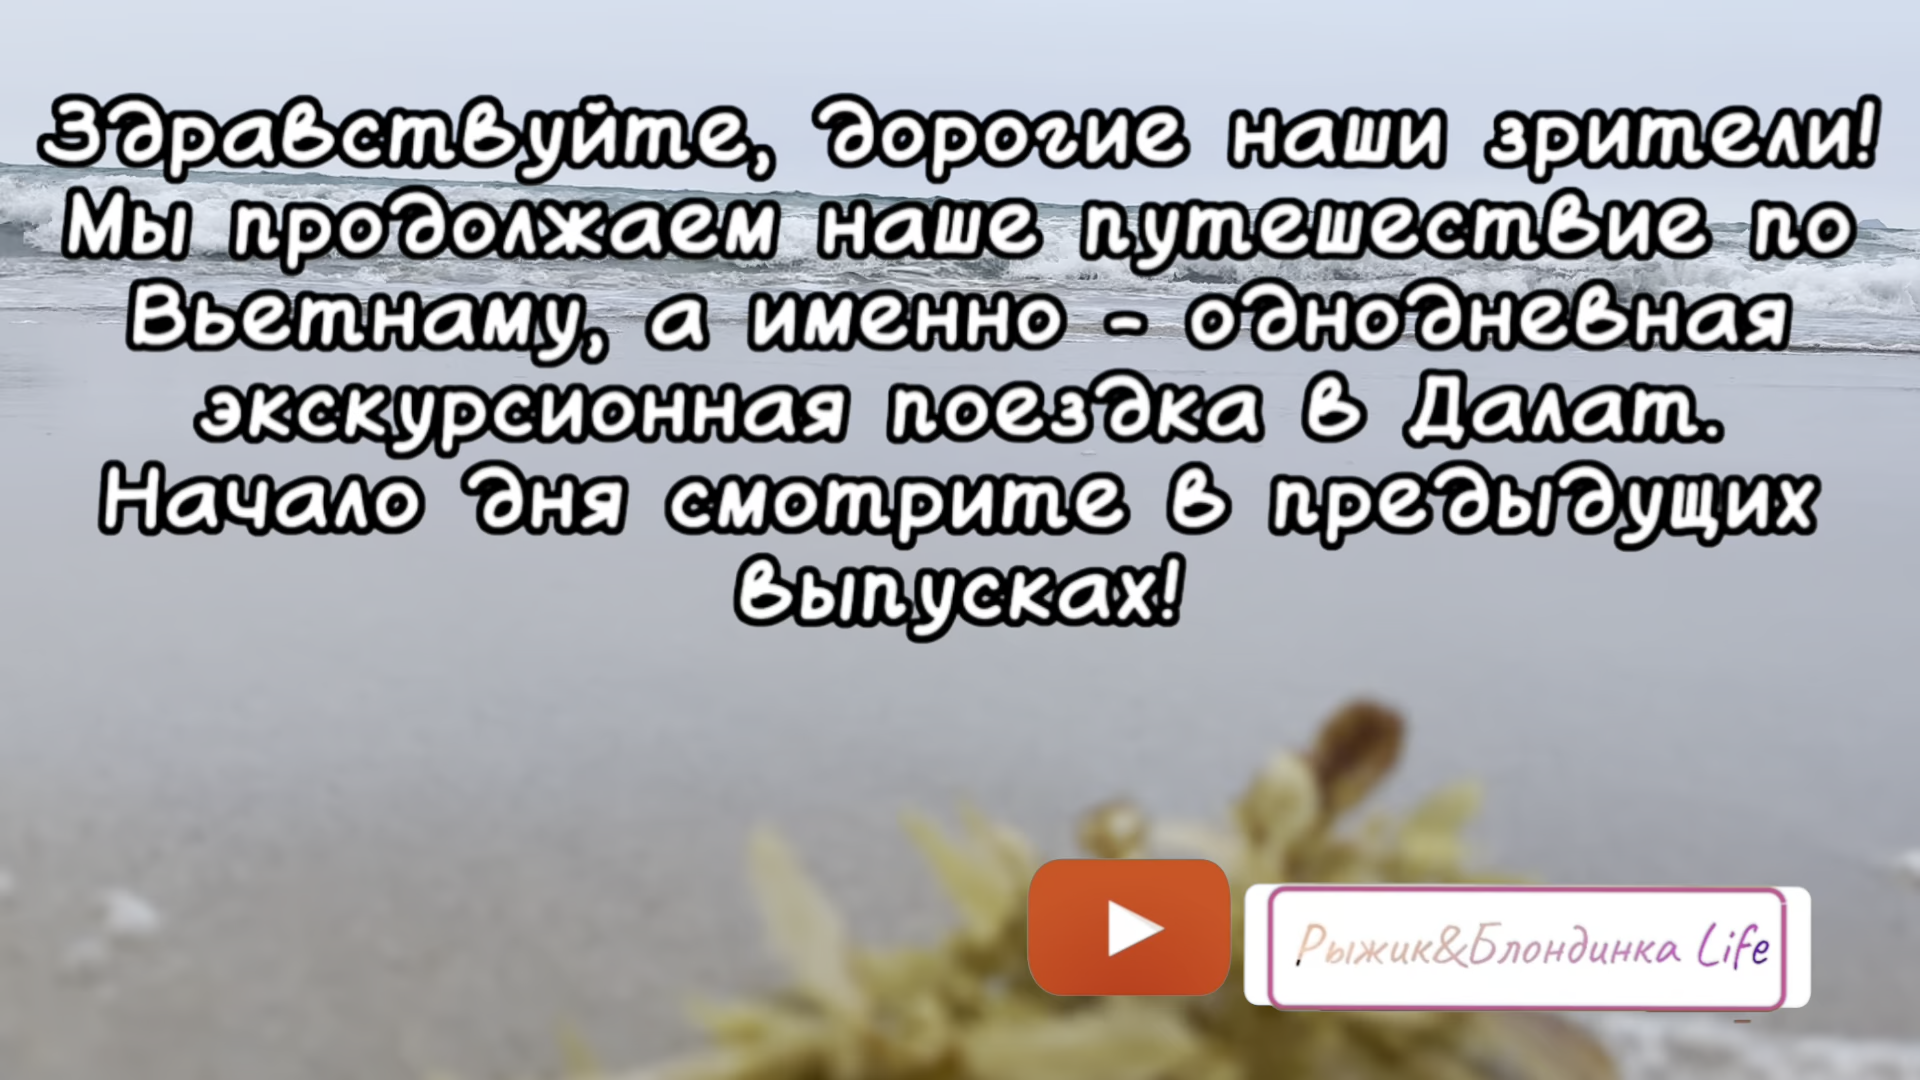 Здравствуйте, дорогие наши зрители!
Мы продолжаем наше путешествие по
Вьетнаму, а именно - однодневная
экскурсионная поездка в Далат.
Начало дня смотрите в предыдущих
выпусках!
Рыжик&Блондинка Life